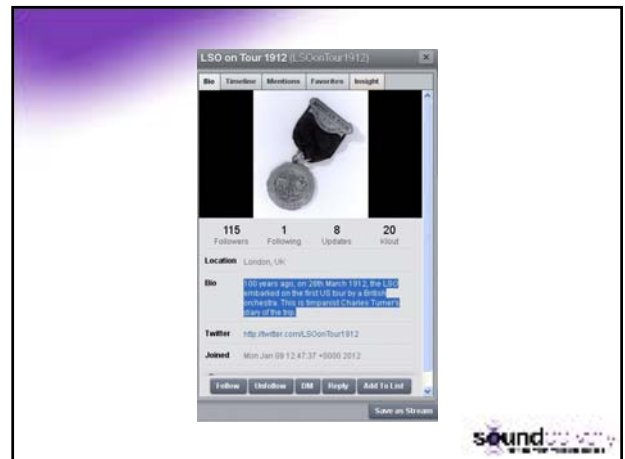 LSO on Tour 1912 (LSOonTour1912)
Bio Timeline Mentions Favorites Insight
115 1 8 20
Followers Following Updates klout
Location London, UK
Bio 100 years ago, on 28th March 1912, the LSO
embarked on the first US tour by a British
orchestra. This is timpanist Charles Turner's
diary of the trip.
Twitter http://twitter.com/LSOonTour1912
Joined Mon Jan 09 12:47:37 +0000 2012
Follow Unfollow DM Reply Add To List
Save as Stream
sound